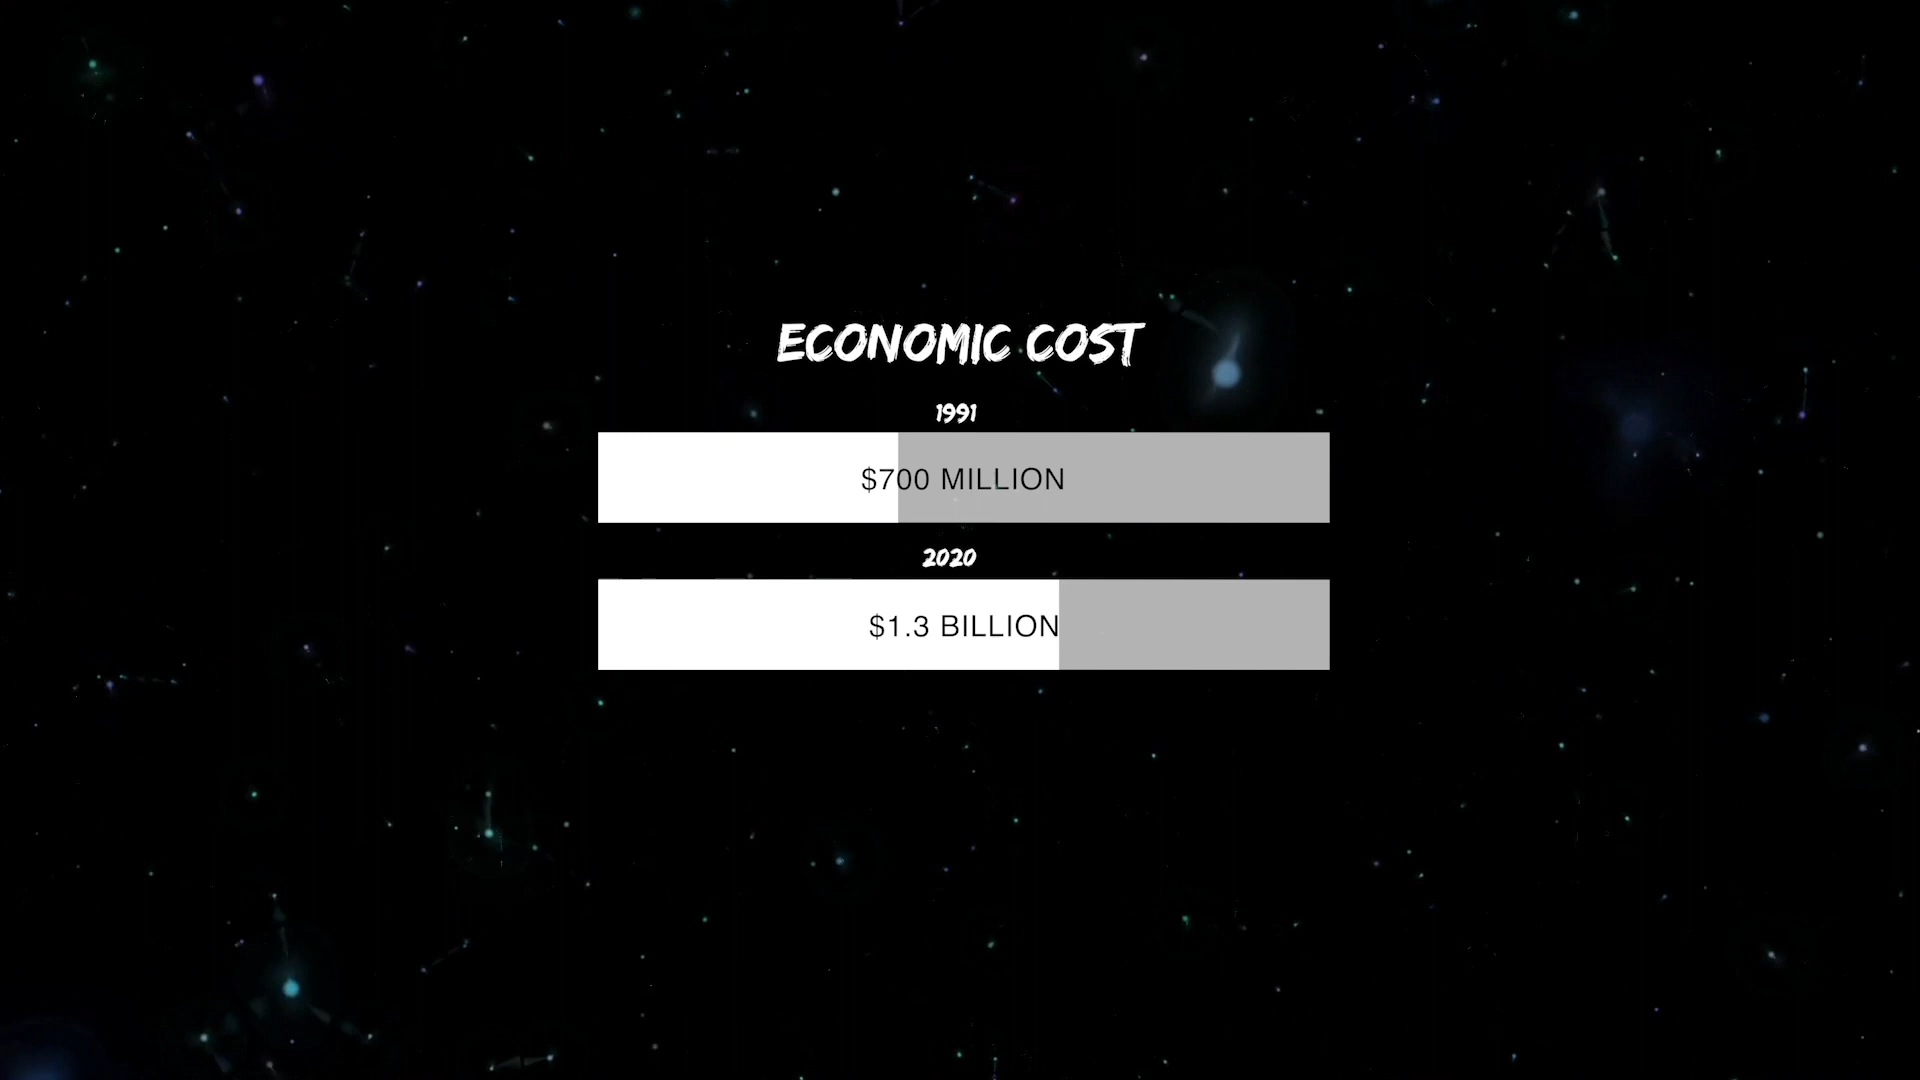 ECONOMIC COST
1991
$700 MILLION
2020
$1.3 BILLION